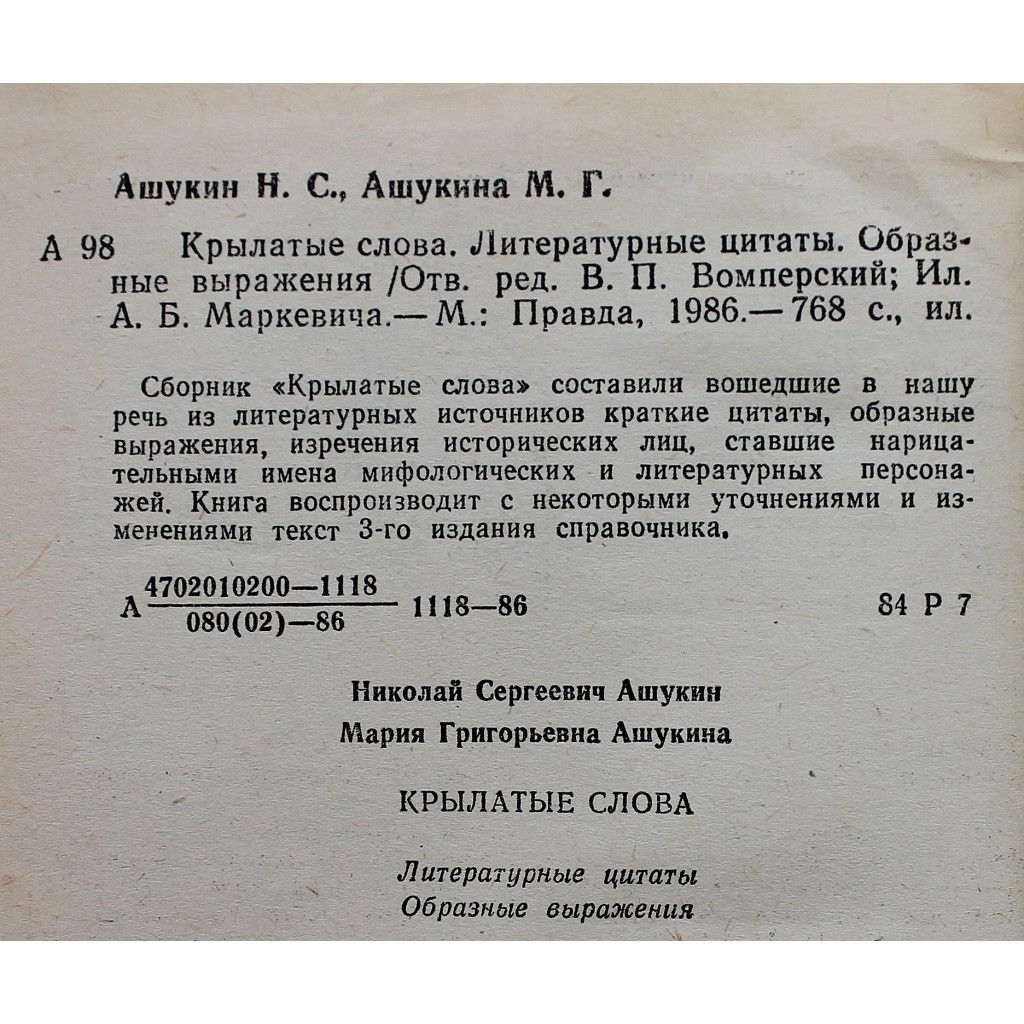 Ашукин Н. С., Ашукина М. Г.
А 98 Крылатые слова. Литературные цитаты. Образ-
ные выражения /Отв. ред. В. П. Вомперский; Ил.
А. Б. Маркевича.— М.: Правда, 1986.— 768 с., ил.
Сборник «Крылатые слова» составили вошедшие в нашу
речь из литературных источников краткие цитаты, образные
выражения, изречения исторических лиц, ставшие нарица-
тельными имена мифологических и литературных персона-
жей. Книга воспроизводит с некоторыми уточнениями и из-
менениями текст 3-го издания справочника.
4702010200—1118
А 1118—86 84 Р 7
080(02)—86
Николай Сергеевич Ашукин
Мария Григорьевна Ашукина
КРЫЛАТЫЕ СЛОВА
Литературные цитаты
Образные выражения